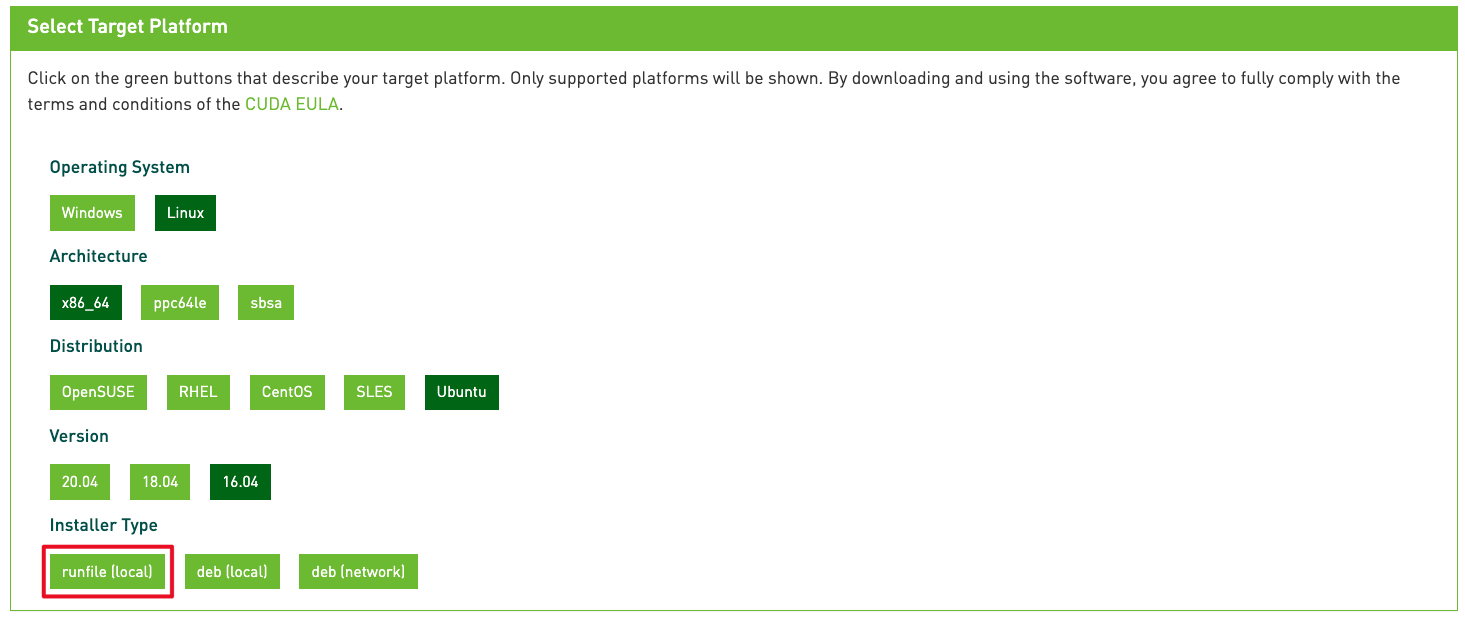 Select Target Platform
Click on the green buttons that describe your target platform. Only supported platforms will be shown. By downloading and using the software, you agree to fully comply with the
terms and conditions of the CUDA EULA.
Operating System
Windows Linux
Architecture
x86_64 ppc64le sbsa
Distribution
OpenSUSE RHEL CentOS SLES Ubuntu
Version
20.04 18.04 16.04
Installer Type
runfile (local) deb (local) deb (network)